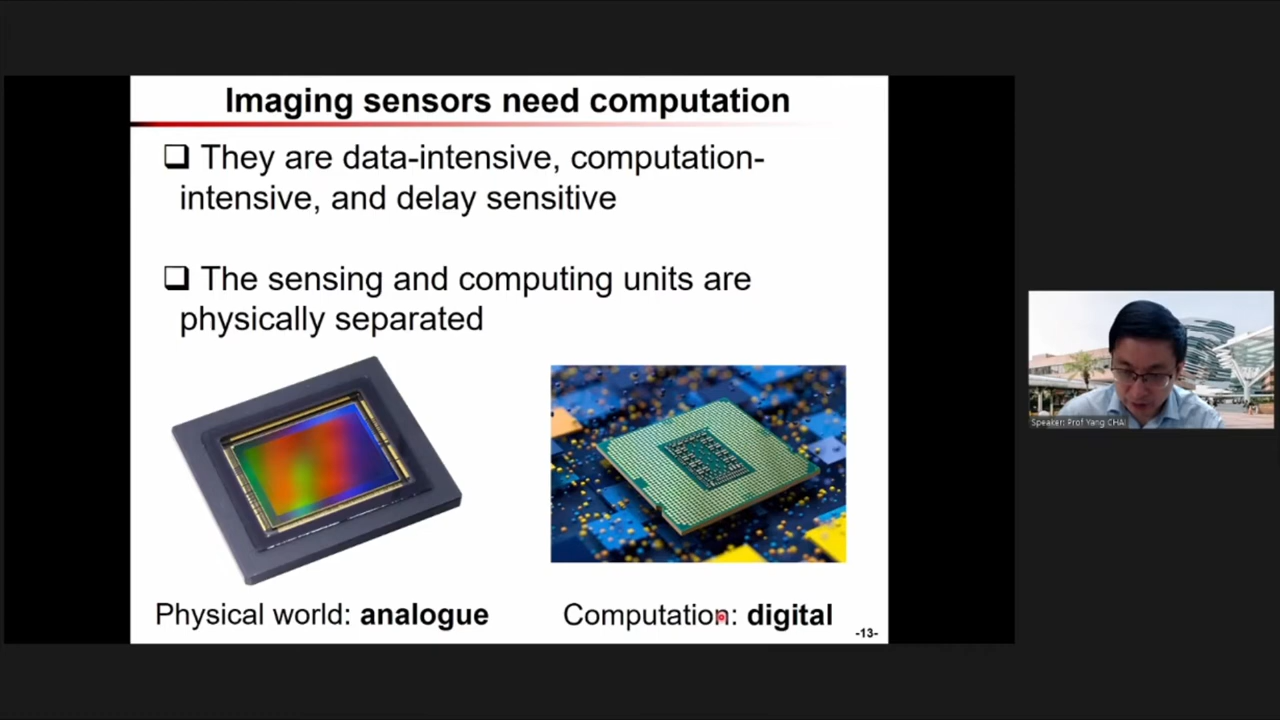 Imaging sensors need computation
❑ They are data-intensive, computation-
intensive, and delay sensitive
❑ The sensing and computing units are
physically separated
Physical world: analogue
Computation: digital
-13-
Speaker: Prof Yang CHAI